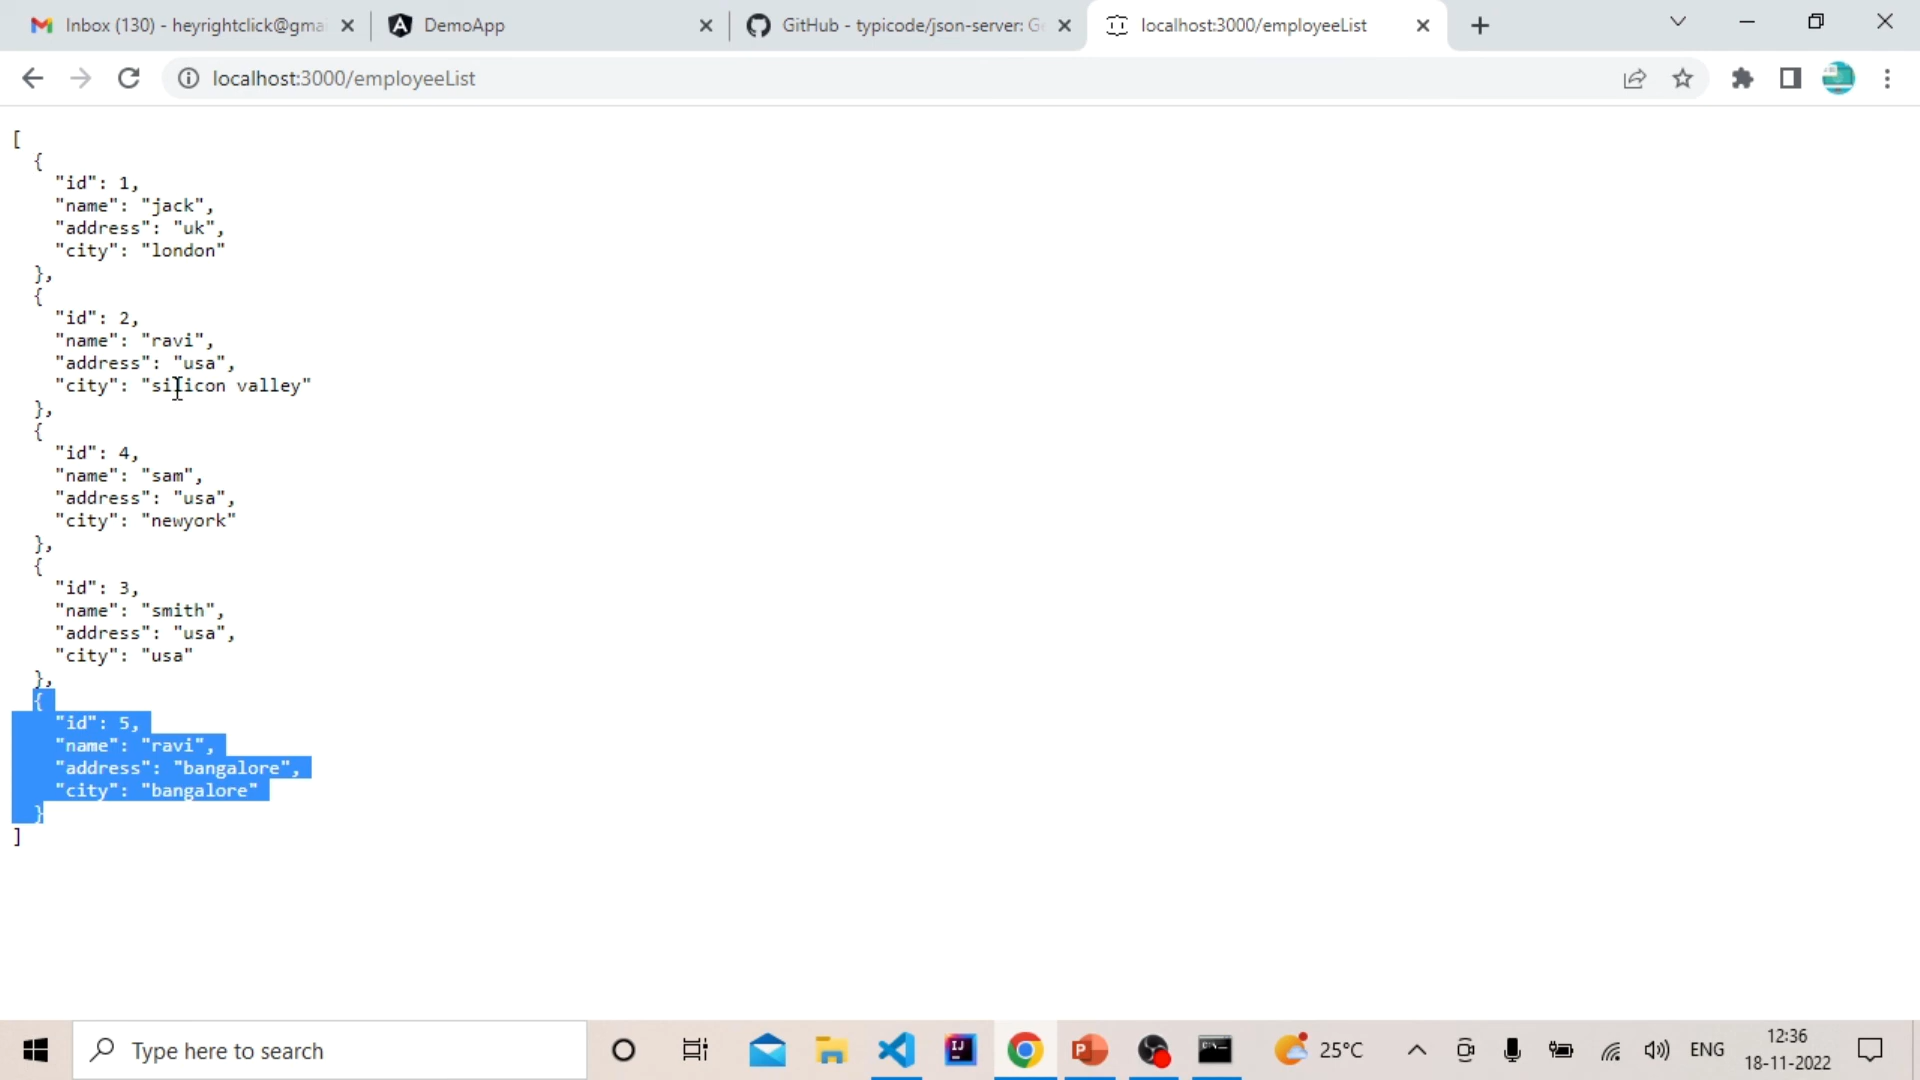 Inbox (130) - heyrightclick@gma
DemoApp
GitHub - typicode/json-server: Ge
localhost:3000/employeeList
localhost:3000/employeeList
[
{
"id": 1,
"name": "jack",
"address": "uk",
"city": "london"
},
{
"id": 2,
"name": "ravi",
"address": "usa",
"city": "silicon valley"
},
{
"id": 4,
"name": "sam",
"address": "usa",
"city": "newyork"
},
{
"id": 3,
"name": "smith",
"address": "usa",
"city": "usa"
},
{
"id": 5,
"name": "ravi",
"address": "bangalore",
"city": "bangalore"
}
]
Type here to search
25°C
ENG
12:36
18-11-2022